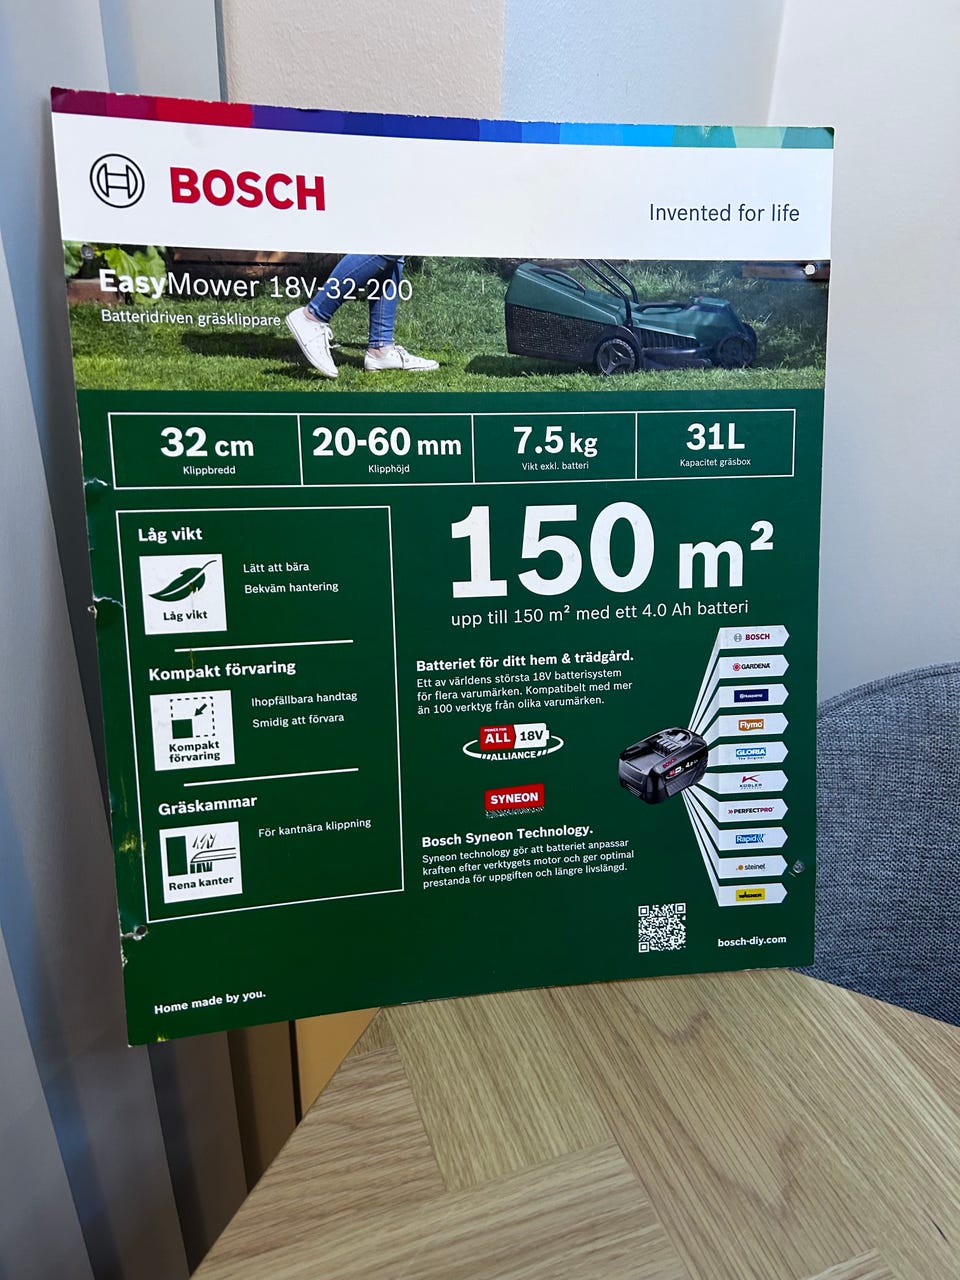 BOSCH
Invented for life
EasyMower 18V-32-200
Batteridriven gräsklippare
32 cm
Klippbredd
20-60 mm
Klipphöjd
7.5 kg
Vikt exkl. batteri
31L
Kapacitet gräsbox
Låg vikt
Låg vikt
Lätt att bära
Bekväm hantering
Kompakt förvaring
Kompakt
förvaring
Ihopfällbara handtag
Smidig att förvara
Gräskammar
Rena kanter
För kantnära klippning
150 m²
upp till 150 m² med ett 4.0 Ah batteri
Batteriet för ditt hem & trädgård.
Ett av världens största 18V batterisystem
för flera varumärken. Kompatibelt med mer
än 100 verktyg från olika varumärken.
POWER FOR
ALL 18V
ALLIANCE
SYNEON
Bosch Syneon Technology.
Syneon technology gör att batteriet anpassar
kraften efter verktygets motor och ger optimal
prestanda för uppgiften och längre livslängd.
BOSCH
GARDENA
Husqvarna
Flymo
GLORIA
KÜBLER
PERFECTPRO
Rapid
steinel
WAGNER
bosch-diy.com
Home made by you.